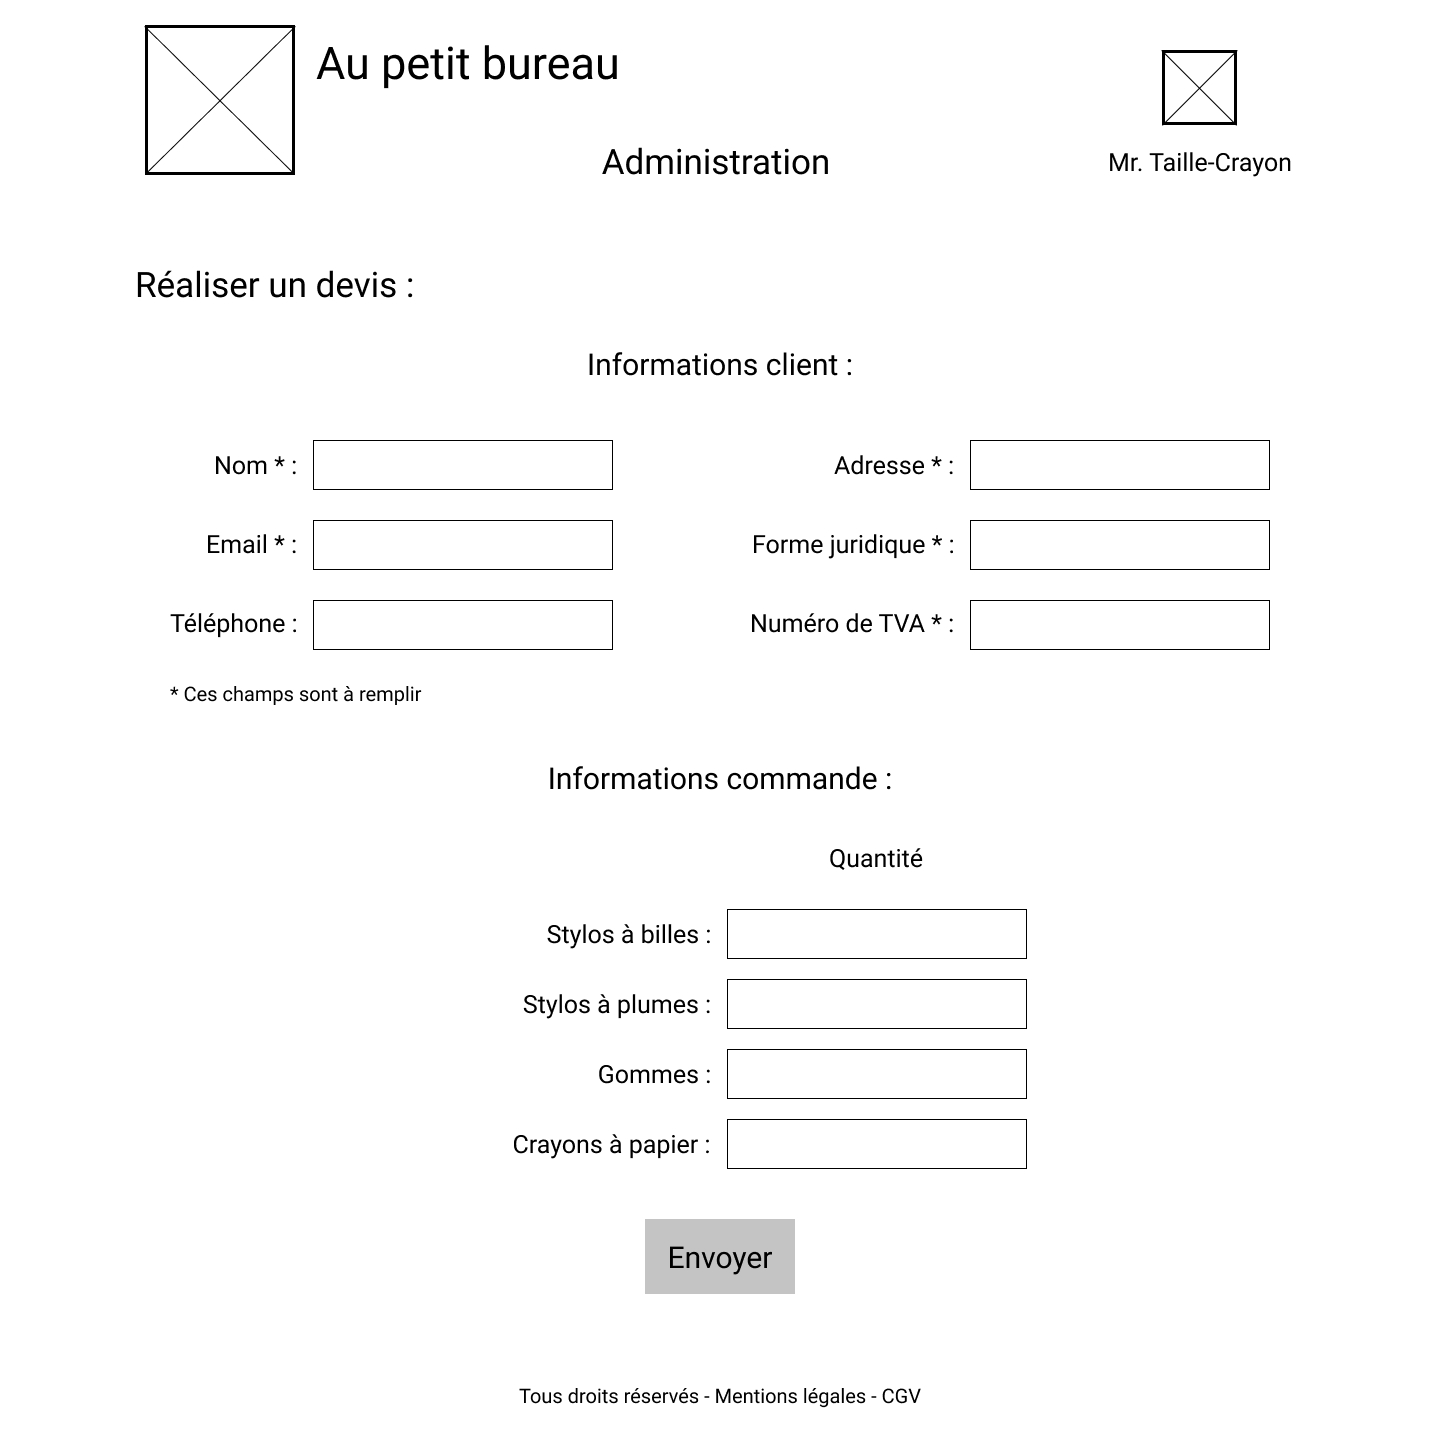 Au petit bureau
Administration
Mr. Taille-Crayon
Réaliser un devis :
Informations client :
Nom * :
Adresse * :
Email * :
Forme juridique * :
Téléphone :
Numéro de TVA * :
* Ces champs sont à remplir
Informations commande :
Quantité
Stylos à billes :
Stylos à plumes :
Gommes :
Crayons à papier :
Envoyer
Tous droits réservés - Mentions légales - CGV